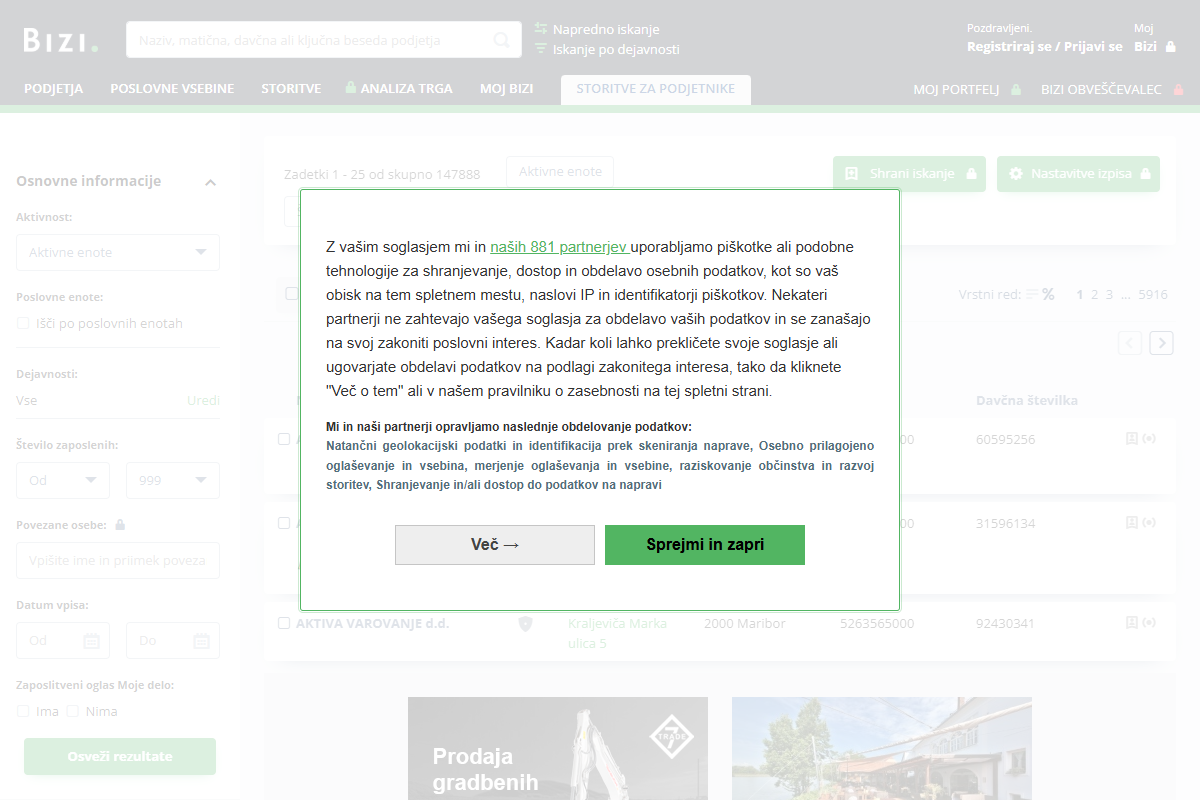 Bizi.
Naziv, matična, davčna ali ključna beseda podjetja
Napredno iskanje
Iskanje po dejavnosti
Pozdravljeni.
Registriraj se / Prijavi se
Moj
Bizi
PODJETJA
POSLOVNE VSEBINE
STORITVE
ANALIZA TRGA
MOJ BIZI
STORITVE ZA PODJETNIKE
MOJ PORTFELJ
BIZI OBVEŠČEVALEC
Osnovne informacije
Aktivnost:
Aktivne enote
Poslovne enote:
Išči po poslovnih enotah
Dejavnosti:
Vse
Uredi
Število zaposlenih:
Od
999
Povezane osebe:
Vpišite ime in priimek poveza
Datum vpisa:
Od
Do
Zaposlitveni oglas Moje delo:
Ima
Nima
Osveži rezultate
Zadetki 1 - 25 od skupno 147888
Aktivne enote
Shrani iskanje
Nastavitve izpisa
Vrstni red:
%
1 2 3 ... 5916
Davčna številka
60595256
31596134
AKTIVA VAROVANJE d.d.
Kraljeviča Marka
ulica 5
2000 Maribor
5263565000
92430341
Z vašim soglasjem mi in naših 881 partnerjev uporabljamo piškotke ali podobne
tehnologije za shranjevanje, dostop in obdelavo osebnih podatkov, kot so vaš
obisk na tem spletnem mestu, naslovi IP in identifikatorji piškotkov. Nekateri
partnerji ne zahtevajo vašega soglasja za obdelavo vaših podatkov in se zanašajo
na svoj zakoniti poslovni interes. Kadar koli lahko prekličete svoje soglasje ali
ugovarjate obdelavi podatkov na podlagi zakonitega interesa, tako da kliknete
"Več o tem" ali v našem pravilniku o zasebnosti na tej spletni strani.
Mi in naši partnerji opravljamo naslednje obdelovanje podatkov:
Natančni geolokacijski podatki in identifikacija prek skeniranja naprave, Osebno prilagojeno
oglaševanje in vsebina, merjenje oglaševanja in vsebine, raziskovanje občinstva in razvoj
storitev, Shranjevanje in/ali dostop do podatkov na napravi
Več →
Sprejmi in zapri
Prodaja
gradbenih
7
TRADE